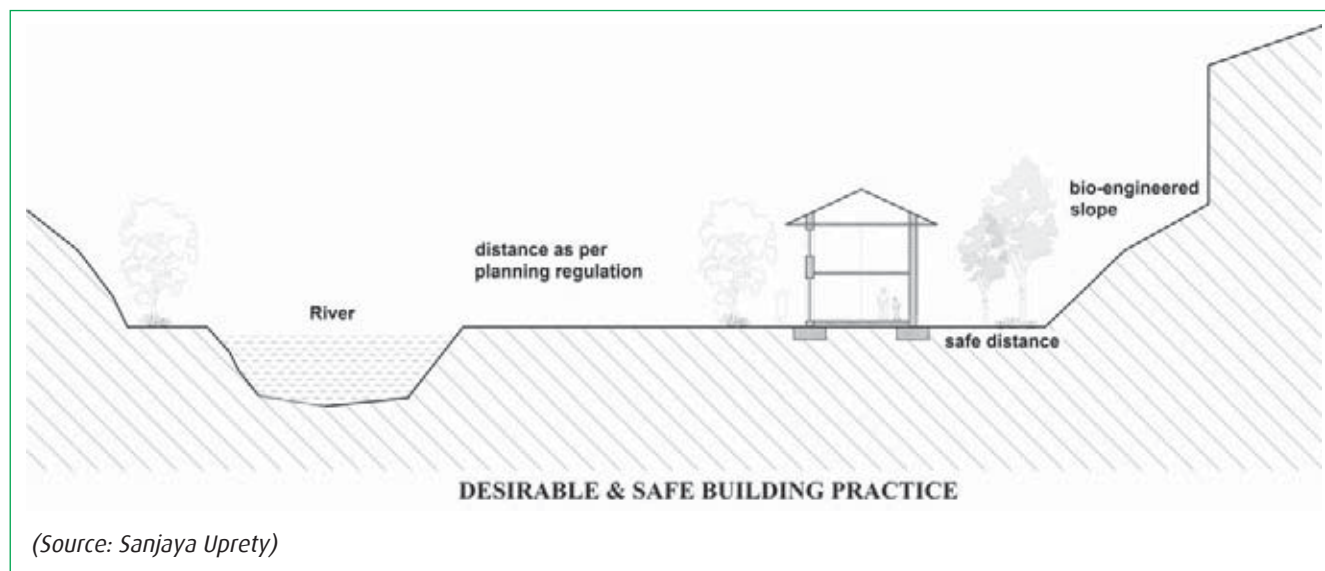 bio-engineered
slope
distance as per
planning regulation
River
safe distance
DESIRABLE & SAFE BUILDING PRACTICE
(Source: Sanjaya Uprety)